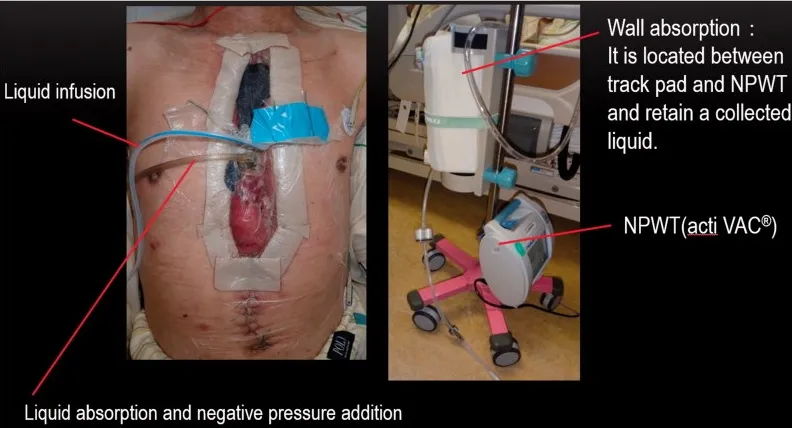 Wall absorption：
It is located between
track pad and NPWT
and retain a collected
liquid.
Liquid infusion
NPWT(acti VAC®)
Liquid absorption and negative pressure addition
POLY